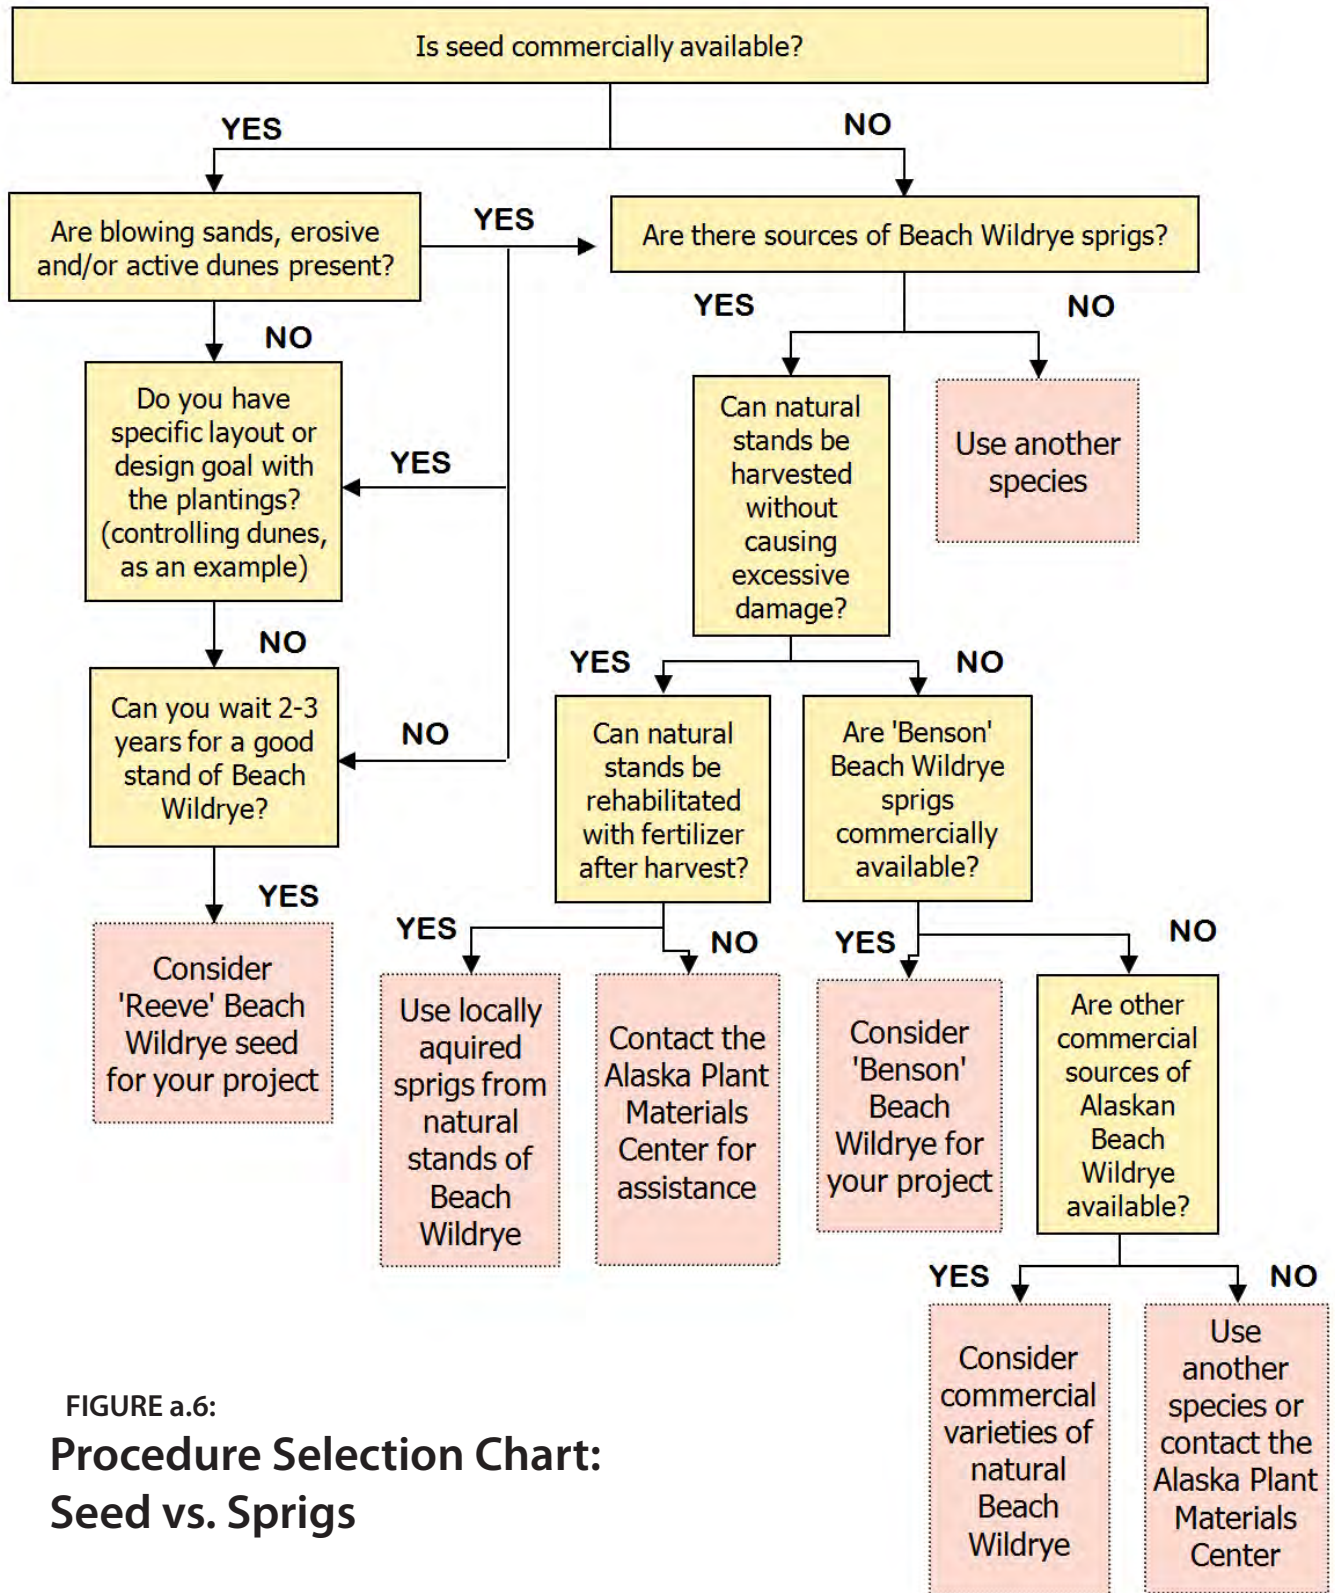 Is seed commercially available?
YES
NO
Are blowing sands, erosive
and/or active dunes present?
YES
Are there sources of Beach Wildrye sprigs?
NO
YES
NO
Do you have
specific layout or
design goal with
the plantings?
(controlling dunes,
as an example)
YES
Can natural
stands be
harvested
without
causing
excessive
damage?
Use another
species
NO
YES
NO
Can you wait 2-3
years for a good
stand of Beach
Wildrye?
NO
Can natural
stands be
rehabilitated
with fertilizer
after harvest?
Are 'Benson'
Beach Wildrye
sprigs
commercially
available?
YES
YES
NO
YES
NO
Consider
'Reeve' Beach
Wildrye seed
for your project
Use locally
aquired
sprigs from
natural
stands of
Beach
Wildrye
Contact the
Alaska Plant
Materials
Center for
assistance
Consider
'Benson'
Beach
Wildrye for
your project
Are other
commercial
sources of
Alaskan
Beach
Wildrye
available?
YES
NO
Consider
commercial
varieties of
natural
Beach
Wildrye
Use
another
species or
contact the
Alaska Plant
Materials
Center
FIGURE a.6:
Procedure Selection Chart:
Seed vs. Sprigs